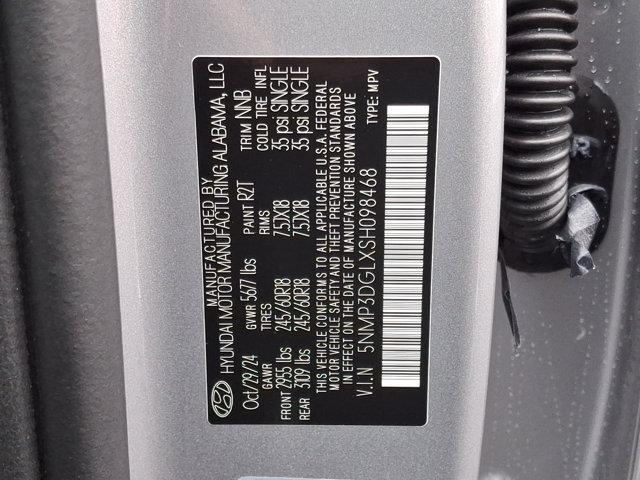 MANUFACTURED BY
HYUNDAI MOTOR MANUFACTURING ALABAMA, LLC
Oct/29/24 GVWR 5677 lbs PAINT R2T TRIM NNB
GAWR TIRES RIMS COLD TIRE INFL
FRONT 2955 lbs 245/60R18 7.5JX18 35 psi SINGLE
REAR 3109 lbs 245/60R18 7.5JX18 35 psi SINGLE
THIS VEHICLE CONFORMS TO ALL APPLICABLE U.S.A. FEDERAL
MOTOR VEHICLE SAFETY AND THEFT PREVENTION STANDARDS
IN EFFECT ON THE DATE OF MANUFACTURE SHOWN ABOVE
V.I.N 5NMP3DGLXSH098468 TYPE: MPV